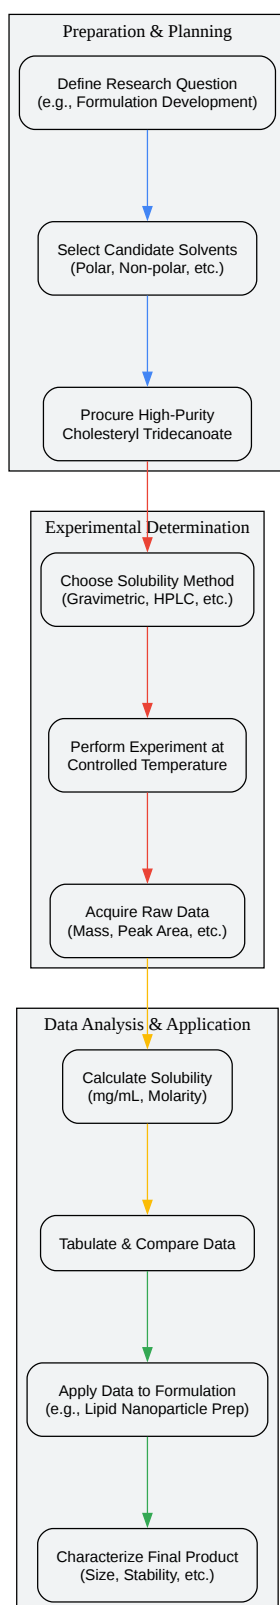 Preparation & Planning
Define Research Question
(e.g., Formulation Development)
Select Candidate Solvents
(Polar, Non-polar, etc.)
Procure High-Purity
Cholesteryl Tridecanoate
Experimental Determination
Choose Solubility Method
(Gravimetric, HPLC, etc.)
Perform Experiment at
Controlled Temperature
Acquire Raw Data
(Mass, Peak Area, etc.)
Data Analysis & Application
Calculate Solubility
(mg/mL, Molarity)
Tabulate & Compare Data
Apply Data to Formulation
(e.g., Lipid Nanoparticle Prep)
Characterize Final Product
(Size, Stability, etc.)